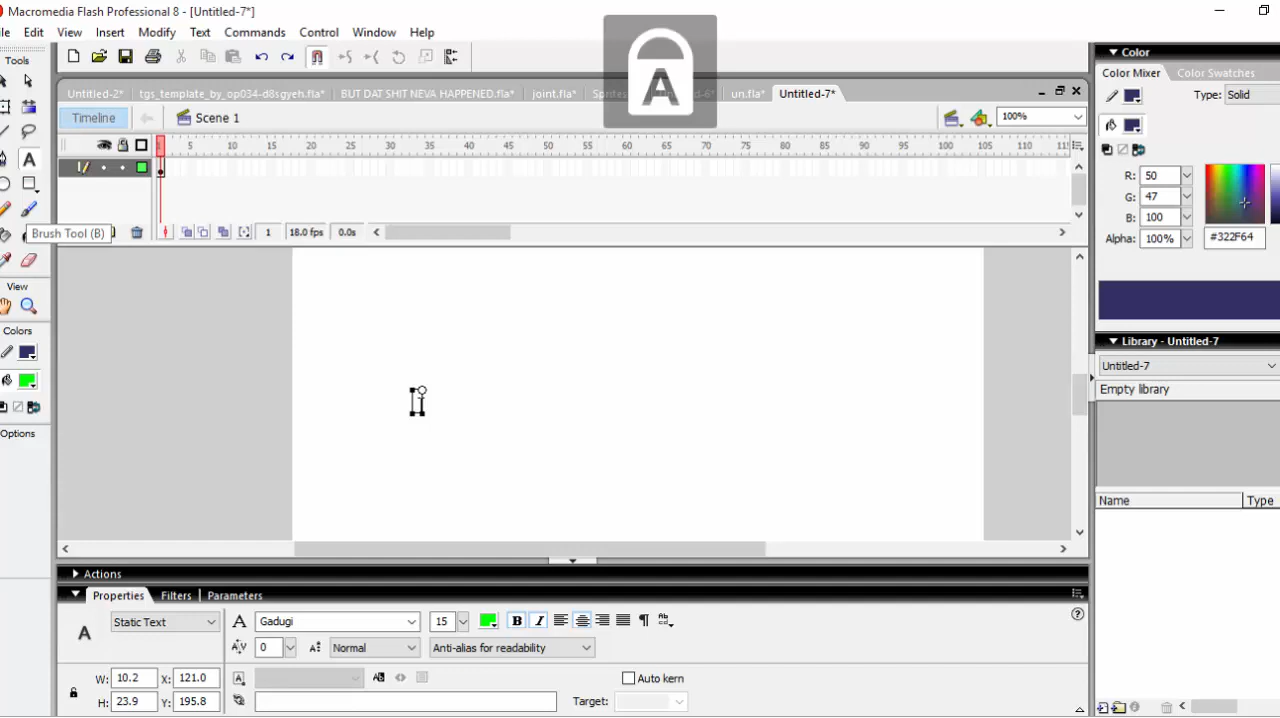 Macromedia Flash Professional 8 - [Untitled-7*]
le Edit View Insert Modify Text Commands Control Window Help
A
Tools
Untitled-2* tgs_template_by_op034-d8sgyeh.fla* BUT DAT SHIT NEVA HAPPENED.fla* joint.fla* Sprites -6* un.fla* Untitled-7*
Timeline Scene 1 100%
1 5 10 15 20 25 30 35 40 45 50 55 60 65 70 75 80 85 90 95 100 105 110 115
Brush Tool (B)
1 18.0 fps 0.0s
View
Colors
Options
Color
Color Mixer Color Swatches
Type: Solid
R: 50
G: 47
B: 100
Alpha: 100% #322F64
Library - Untitled-7
Untitled-7
Empty library
Name Type
Actions
Properties Filters Parameters
A Static Text A Gadugi 15 B I
A/V 0 Normal Anti-alias for readability
W: 10.2 X: 121.0 Auto kern
H: 23.9 Y: 195.8 Target: